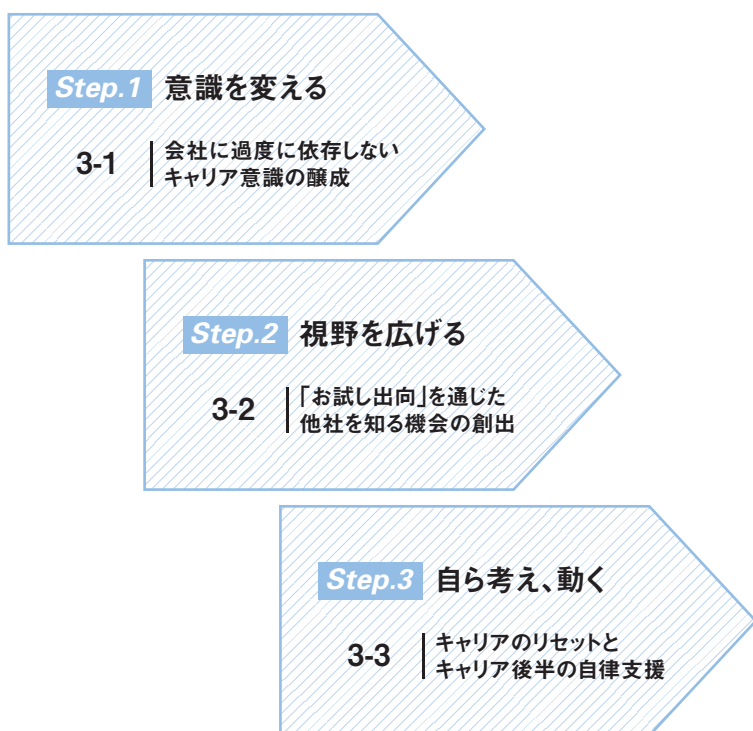 Step.1 意識を変える
3-1 会社に過度に依存しない
キャリア意識の醸成
Step.2 視野を広げる
3-2 「お試し出向」を通じた
他社を知る機会の創出
Step.3 自ら考え、動く
3-3 キャリアのリセットと
キャリア後半の自律支援